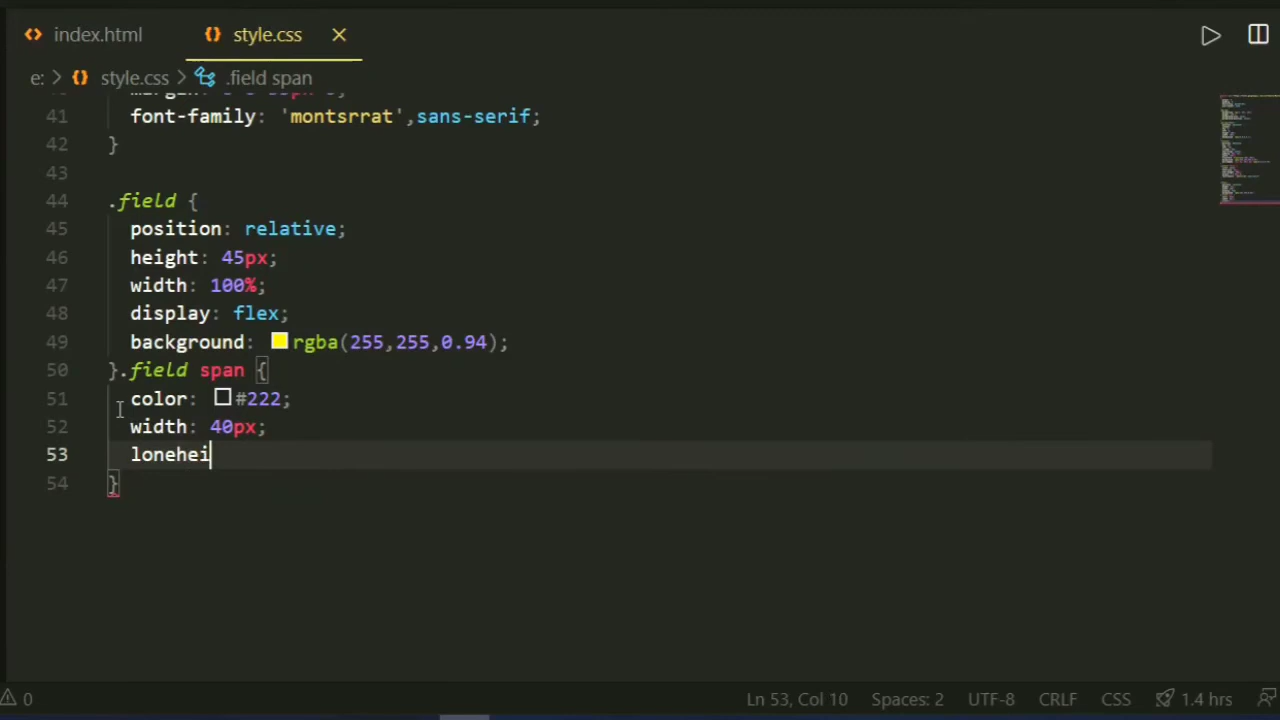 index.html style.css
e: > style.css > .field span
41 font-family: 'montsrrat',sans-serif;
42 }
43
44 .field {
45 position: relative;
46 height: 45px;
47 width: 100%;
48 display: flex;
49 background: rgba(255,255,0.94);
50 }.field span {
51 color: #222;
52 width: 40px;
53 lonehei
54 }
0 Ln 53, Col 10 Spaces: 2 UTF-8 CRLF CSS 1.4 hrs